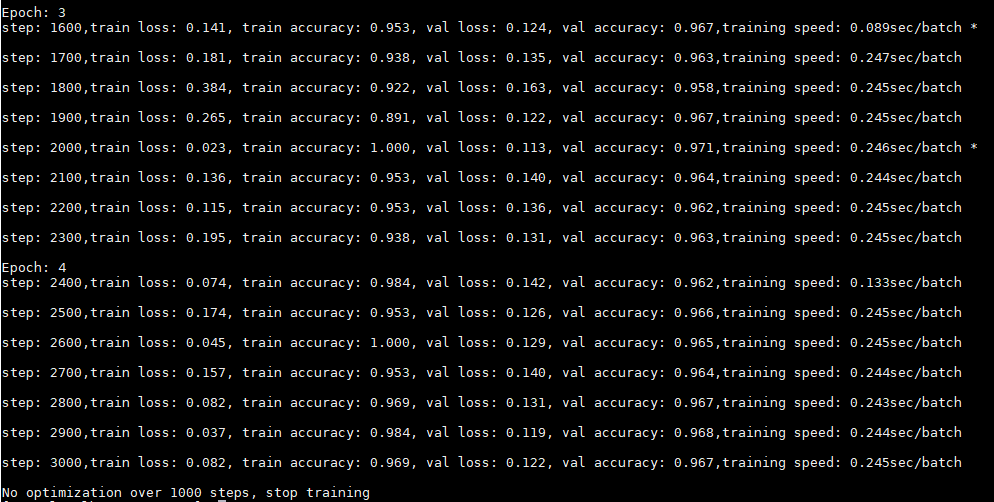 Epoch: 3
step: 1600,train loss: 0.141, train accuracy: 0.953, val loss: 0.124, val accuracy: 0.967,training speed: 0.089sec/batch *
step: 1700,train loss: 0.181, train accuracy: 0.938, val loss: 0.135, val accuracy: 0.963,training speed: 0.247sec/batch
step: 1800,train loss: 0.384, train accuracy: 0.922, val loss: 0.163, val accuracy: 0.958,training speed: 0.245sec/batch
step: 1900,train loss: 0.265, train accuracy: 0.891, val loss: 0.122, val accuracy: 0.967,training speed: 0.245sec/batch
step: 2000,train loss: 0.023, train accuracy: 1.000, val loss: 0.113, val accuracy: 0.971,training speed: 0.246sec/batch *
step: 2100,train loss: 0.136, train accuracy: 0.953, val loss: 0.140, val accuracy: 0.964,training speed: 0.244sec/batch
step: 2200,train loss: 0.115, train accuracy: 0.953, val loss: 0.136, val accuracy: 0.962,training speed: 0.245sec/batch
step: 2300,train loss: 0.195, train accuracy: 0.938, val loss: 0.131, val accuracy: 0.963,training speed: 0.245sec/batch
Epoch: 4
step: 2400,train loss: 0.074, train accuracy: 0.984, val loss: 0.142, val accuracy: 0.962,training speed: 0.133sec/batch
step: 2500,train loss: 0.174, train accuracy: 0.953, val loss: 0.126, val accuracy: 0.966,training speed: 0.245sec/batch
step: 2600,train loss: 0.045, train accuracy: 1.000, val loss: 0.129, val accuracy: 0.965,training speed: 0.245sec/batch
step: 2700,train loss: 0.157, train accuracy: 0.953, val loss: 0.140, val accuracy: 0.964,training speed: 0.244sec/batch
step: 2800,train loss: 0.082, train accuracy: 0.969, val loss: 0.131, val accuracy: 0.967,training speed: 0.243sec/batch
step: 2900,train loss: 0.037, train accuracy: 0.984, val loss: 0.119, val accuracy: 0.968,training speed: 0.244sec/batch
step: 3000,train loss: 0.082, train accuracy: 0.969, val loss: 0.122, val accuracy: 0.967,training speed: 0.245sec/batch
No optimization over 1000 steps, stop training